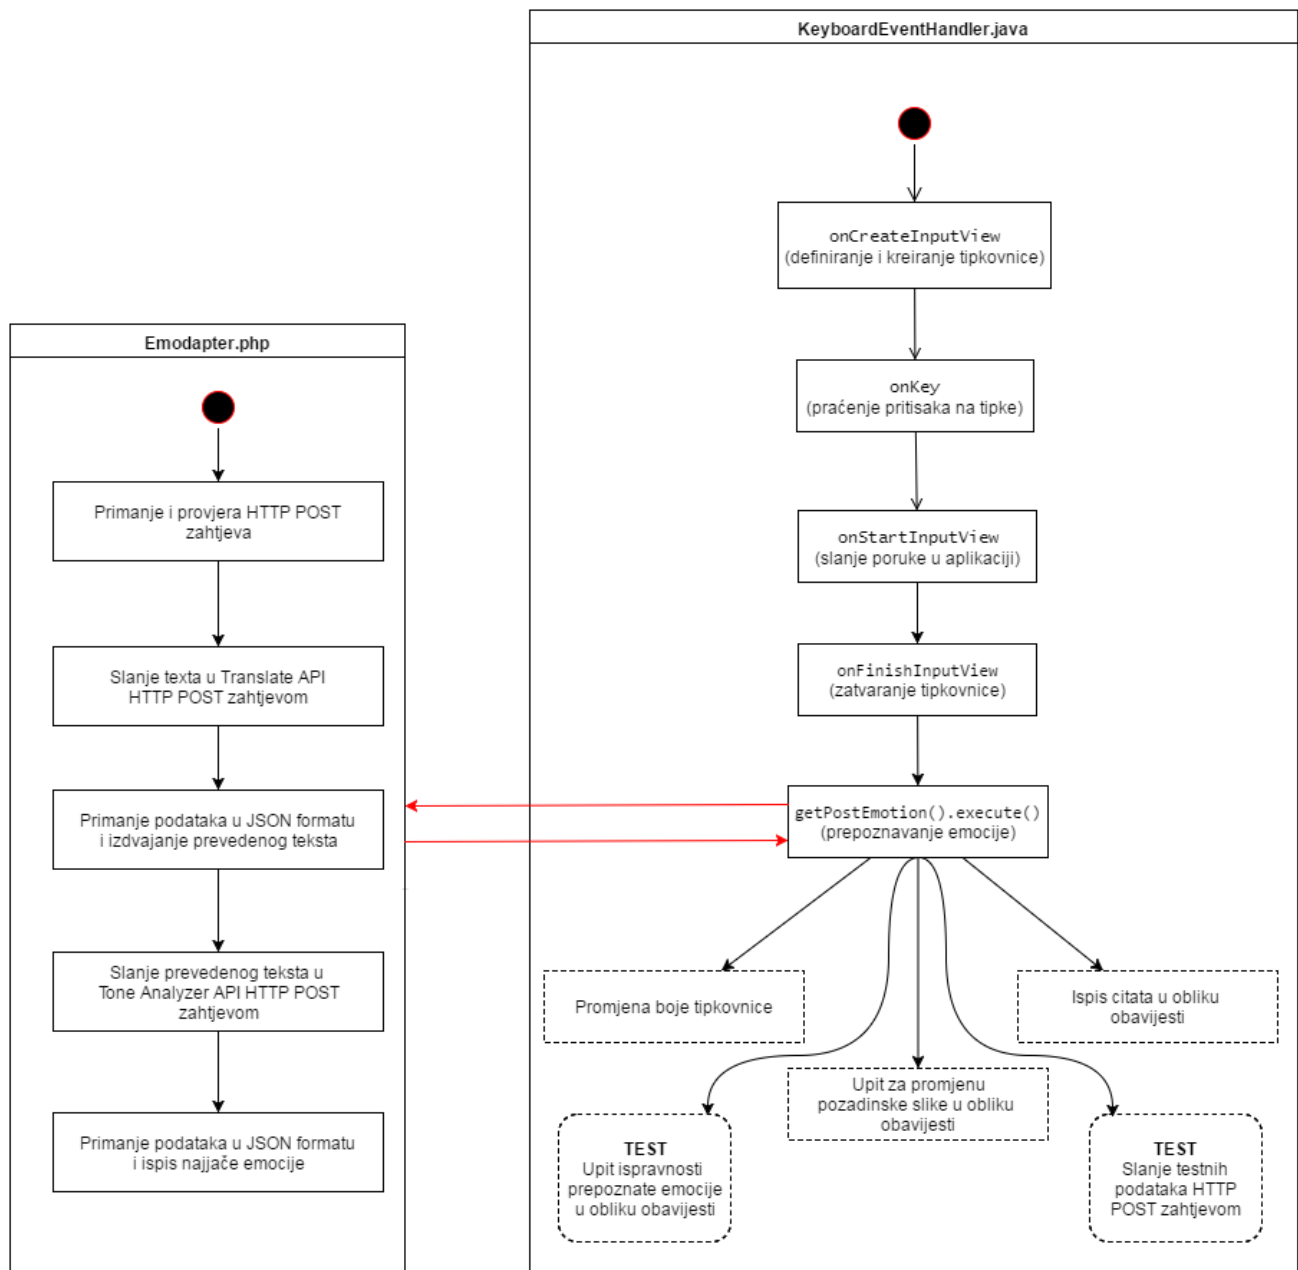 KeyboardEventHandler.java
onCreateInputView
(definiranje i kreiranje tipkovnice)
onKey
(praćenje pritisaka na tipke)
onStartInputView
(slanje poruke u aplikaciji)
onFinishInputView
(zatvaranje tipkovnice)
getPostEmotion().execute()
(prepoznavanje emocije)
Promjena boje tipkovnice
Ispis citata u obliku
obavijesti
Upit za promjenu
pozadinske slike u obliku
obavijesti
TEST
Upit ispravnosti
prepoznate emocije
u obliku obavijesti
TEST
Slanje testnih
podataka HTTP
POST zahtjevom
Emodapter.php
Primanje i provjera HTTP POST
zahtjeva
Slanje texta u Translate API
HTTP POST zahtjevom
Primanje podataka u JSON formatu
i izdvajanje prevedenog teksta
Slanje prevedenog teksta u
Tone Analyzer API HTTP POST
zahtjevom
Primanje podataka u JSON formatu
i ispis najjače emocije